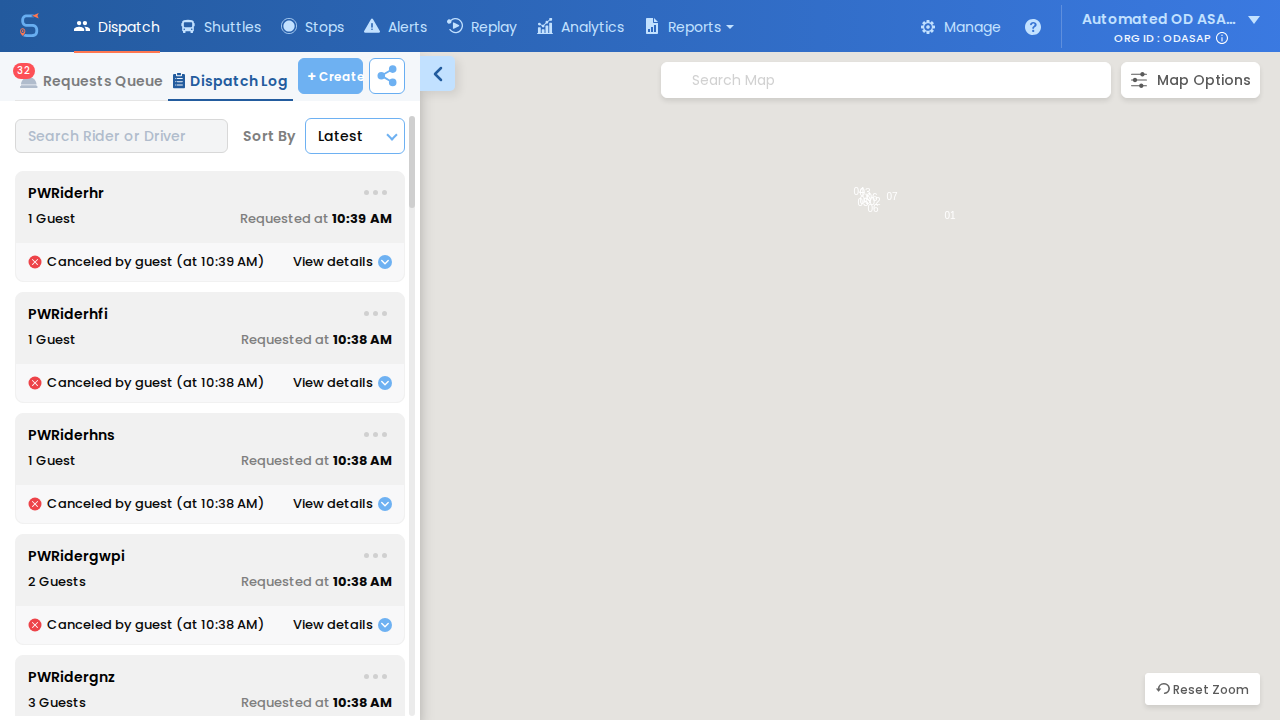 Dispatch
Shuttles
Stops
Alerts
Replay
Analytics
Reports
Manage
Automated OD ASA...
ORG ID : ODASAP
32
Requests Queue
Dispatch Log
+ Create
Search Map
Map Options
Search Rider or Driver
Sort By
Latest
PWRiderhr
1 Guest
Requested at 10:39 AM
Canceled by guest (at 10:39 AM)
View details
PWRiderhfi
1 Guest
Requested at 10:38 AM
Canceled by guest (at 10:38 AM)
View details
PWRiderhns
1 Guest
Requested at 10:38 AM
Canceled by guest (at 10:38 AM)
View details
PWRidergwpi
2 Guests
Requested at 10:38 AM
Canceled by guest (at 10:38 AM)
View details
PWRidergnz
3 Guests
Requested at 10:38 AM
07
06
01
Reset Zoom